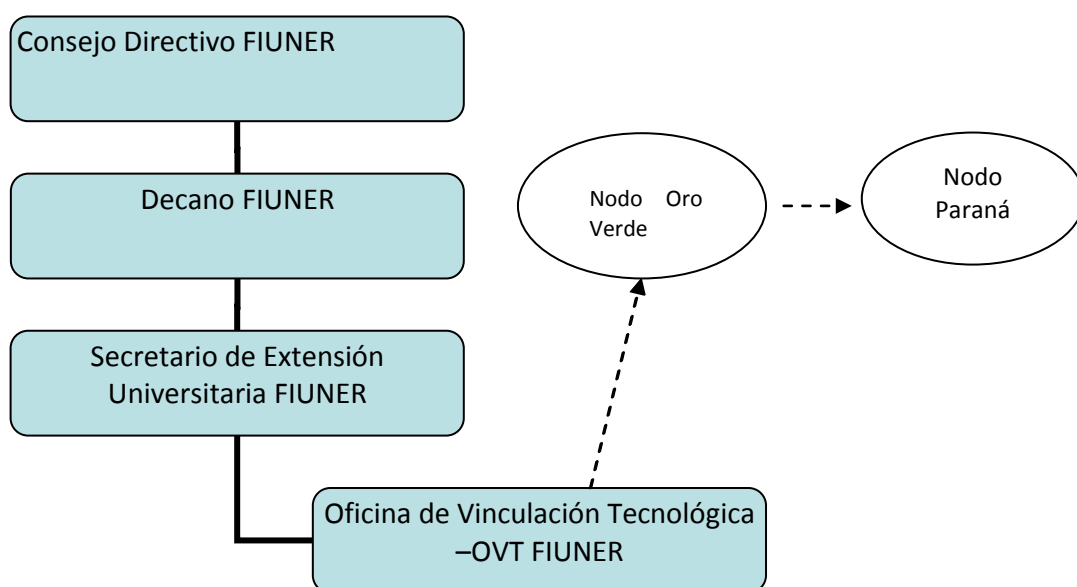 Consejo Directivo FIUNER
Decano FIUNER
Nodo Oro
Verde
Nodo
Paraná
Secretario de Extensión
Universitaria FIUNER
Oficina de Vinculación Tecnológica
–OVT FIUNER